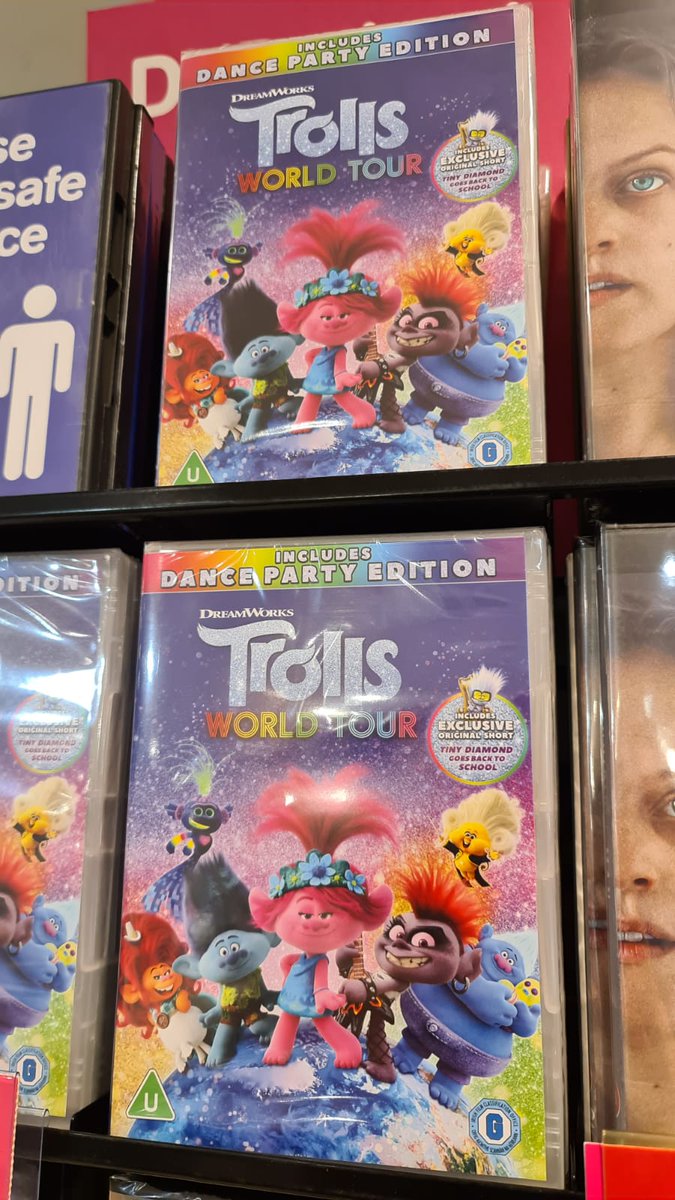 D
se
safe
ce
INCLUDES
DANCE PARTY EDITION
DREAMWORKS
Trolls
WORLD TOUR
INCLUDES
EXCLUSIVE
ORIGINAL SHORT
TINY DIAMOND
GOES BACK TO
SCHOOL
U
G
ITION
EXCLUSIVE
ORIGINAL SHORT
TINY DIAMOND
GOES BACK TO
SCHOOL
G
INCLUDES
DANCE PARTY EDITION
DREAMWORKS
Trolls
WORLD TOUR
INCLUDES
EXCLUSIVE
ORIGINAL SHORT
TINY DIAMOND
GOES BACK TO
SCHOOL
U
G